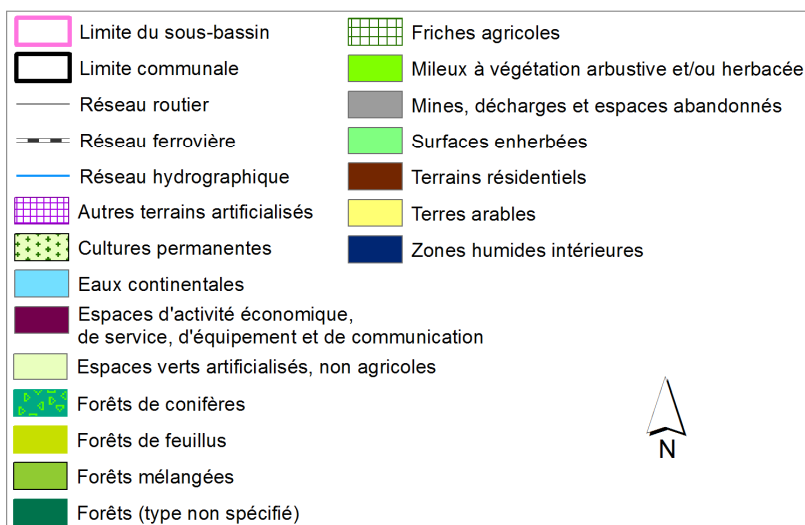 Limite du sous-bassin
Limite communale
Réseau routier
Réseau ferrovière
Réseau hydrographique
Autres terrains artificialisés
Cultures permanentes
Eaux continentales
Espaces d'activité économique,
de service, d'équipement et de communication
Espaces verts artificialisés, non agricoles
Forêts de conifères
Forêts de feuillus
Forêts mélangées
Forêts (type non spécifié)
Friches agricoles
Mileux à végétation arbustive et/ou herbacée
Mines, décharges et espaces abandonnés
Surfaces enherbées
Terrains résidentiels
Terres arables
Zones humides intérieures
N